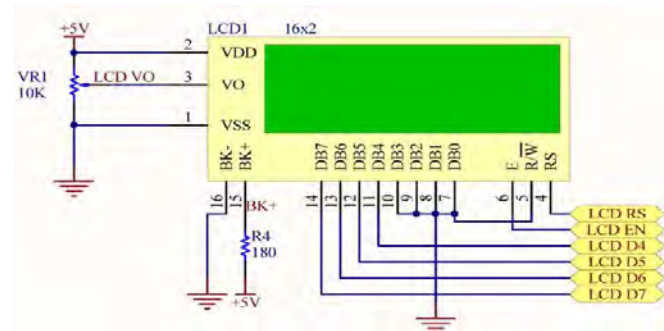 LCD1 16x2
+5V
2 VDD
VR1
10K
LCD VO
3 VO
1 VSS
BK-
BK+
DB7
DB6
DB5
DB4
DB3
DB2
DB1
DB0
E
R/W
RS
16
15
BK+
14
13
12
11
10
9
8
7
6
5
4
R4
180
+5V
LCD RS
LCD EN
LCD D4
LCD D5
LCD D6
LCD D7